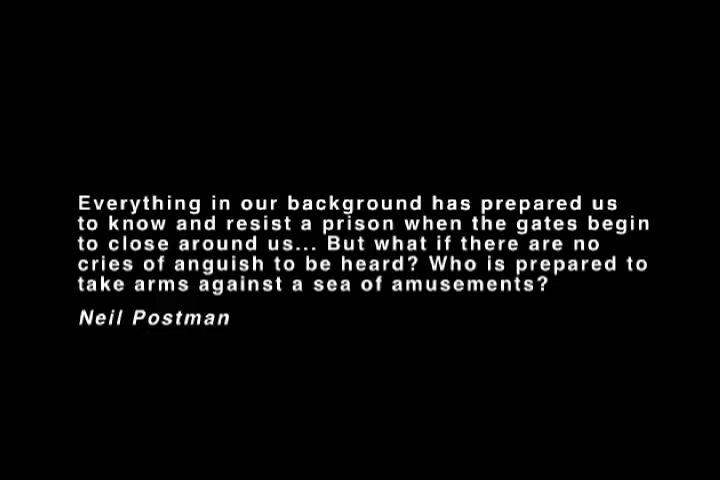 Everything in our background has prepared us
to know and resist a prison when the gates begin
to close around us... But what if there are no
cries of anguish to be heard? Who is prepared to
take arms against a sea of amusements?
Neil Postman